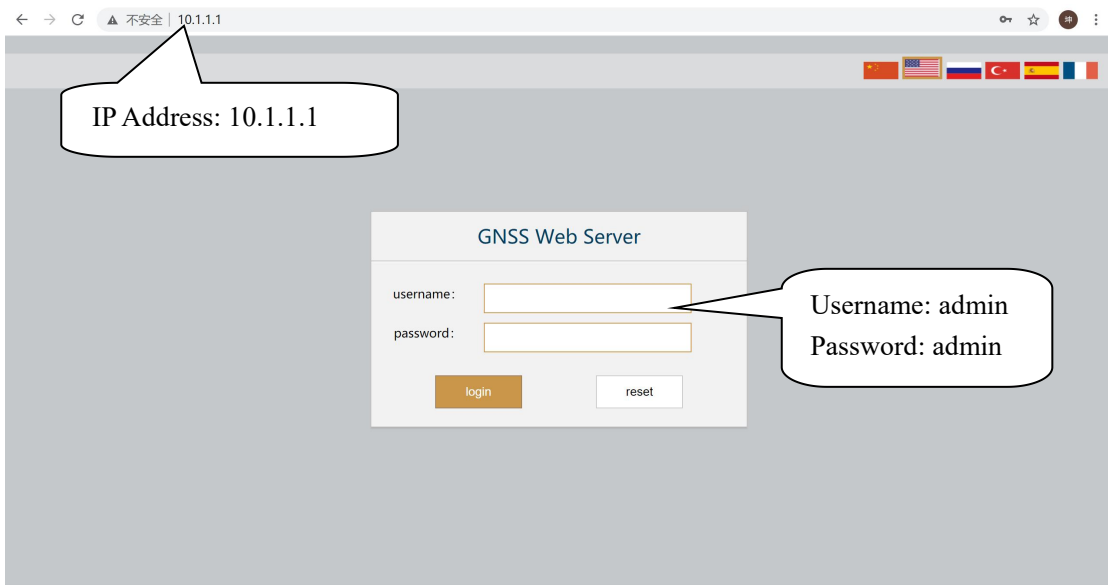 不安全 10.1.1.1
坤
IP Address: 10.1.1.1
GNSS Web Server
username:
Username: admin
password:
Password: admin
login reset